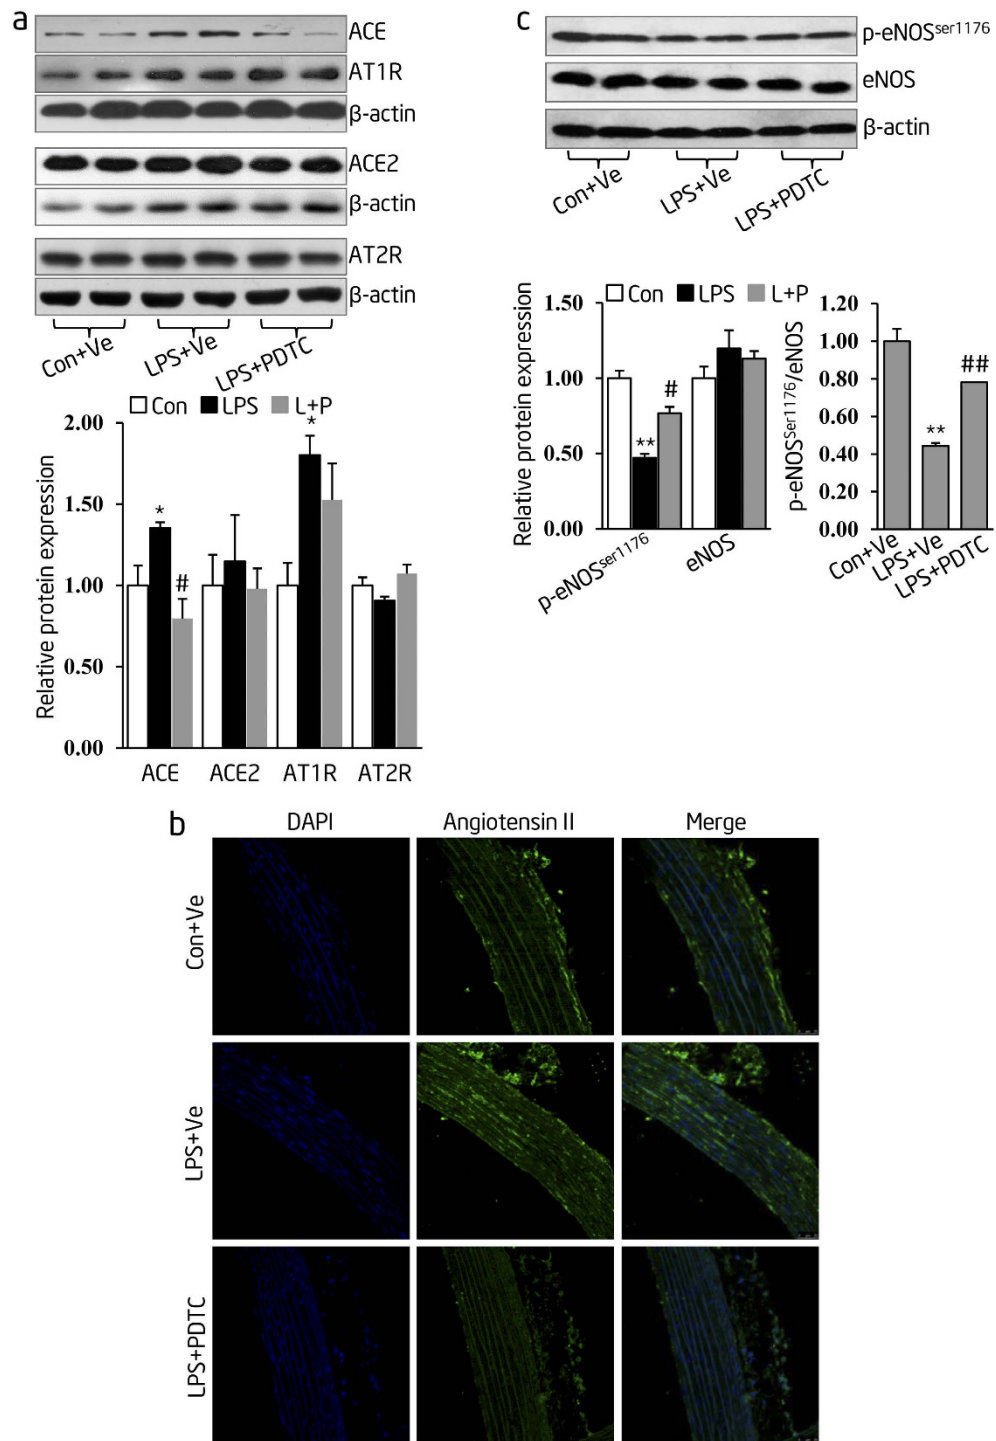 a
ACE
AT1R
β-actin
ACE2
β-actin
AT2R
β-actin
Con+Ve
LPS+Ve
LPS+PDTC
Con LPS L+P
Relative protein expression
2.00
1.50
1.00
0.50
0.00
*
#
*
ACE ACE2 AT1R AT2R
c
p-eNOSser1176
eNOS
β-actin
Con+Ve
LPS+Ve
LPS+PDTC
Con LPS L+P
Relative protein expression
1.50
1.00
0.50
0.00
**
#
p-eNOSser1176
eNOS
p-eNOSSer1176/eNOS
1.20
1.00
0.80
0.60
0.40
0.20
0.00
**
##
Con+Ve
LPS+Ve
LPS+PDTC
b
DAPI Angiotensin II Merge
Con+Ve
LPS+Ve
LPS+PDTC